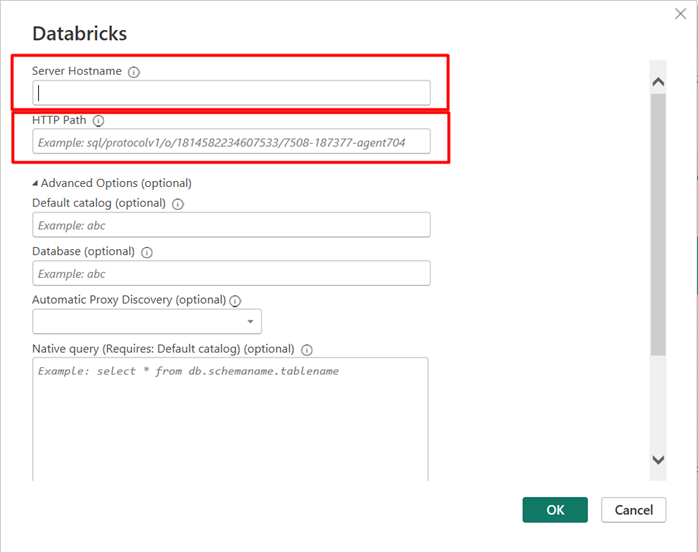 Databricks
Server Hostname
HTTP Path
Example: sql/protocolv1/o/1814582234607533/7508-187377-agent704
Advanced Options (optional)
Default catalog (optional)
Example: abc
Database (optional)
Example: abc
Automatic Proxy Discovery (optional)
Native query (Requires: Default catalog) (optional)
Example: select * from db.schemaname.tablename
OK Cancel